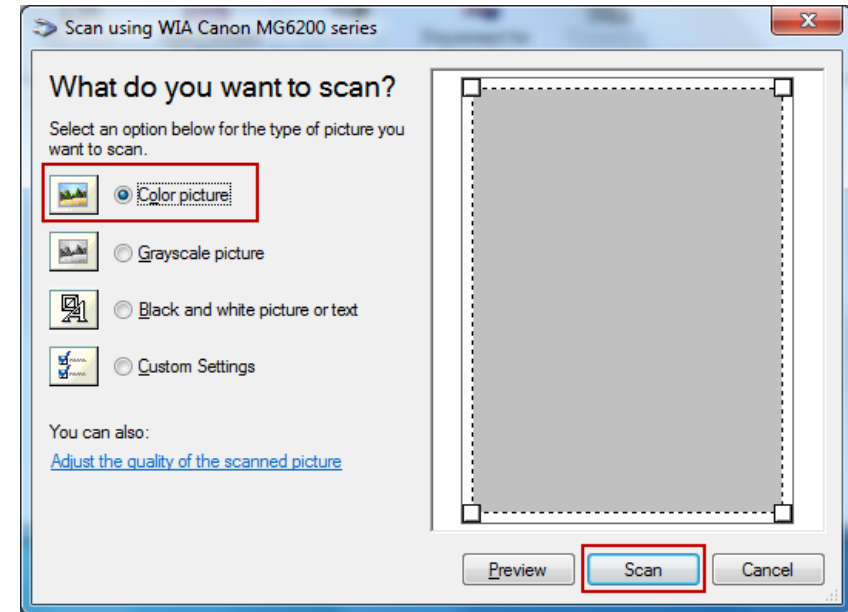 Scan using WIA Canon MG6200 series
What do you want to scan?
Select an option below for the type of picture you
want to scan.
Color picture
Grayscale picture
Black and white picture or text
Custom Settings
You can also:
Adjust the quality of the scanned picture
Preview
Scan
Cancel